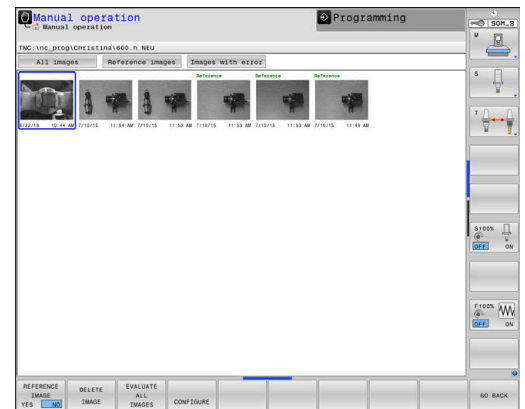 Manual operation
Manual operation
Programming
SOM_3
TNC:\nc_prog\Christina\600.h NEU
All images
Reference images
Images with error
Reference
Reference
Reference
10:44 AM
7/10/15 11:54 AM
7/10/15 11:53 AM
7/10/15 11:53 AM
7/10/15 11:53 AM
7/10/15 11:49 AM
M
S
T
S100%
OFF ON
F100%
OFF ON
REFERENCE IMAGE
YES NO
DELETE IMAGE
EVALUATE ALL IMAGES
CONFIGURE
GO BACK